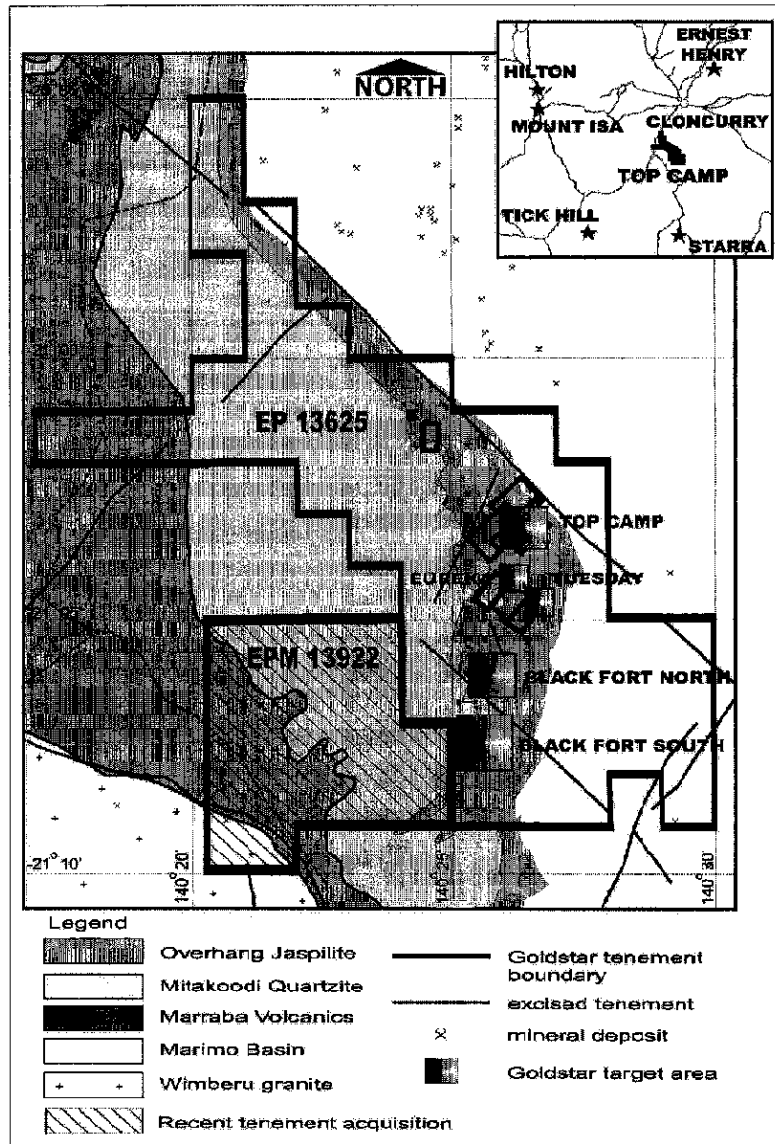 NORTH
ERNEST
HENRY
HILTON
MOUNT ISA
CLONCURRY
TOP CAMP
TICK HILL
STARRA
EP 13625
TOP CAMP
TUESDAY
EPM 13922
BLACK FORT NORTH
BLACK FORT SOUTH
-21° 10'
140° 20'
140° 30'
Legend
Overhang Jaspilite
Mitakoodi Quartzite
Marraba Volcanics
Marimo Basin
Wimberu granite
Recent tenement acquisition
Goldstar tenement
boundary
mineral deposit
Goldstar target area